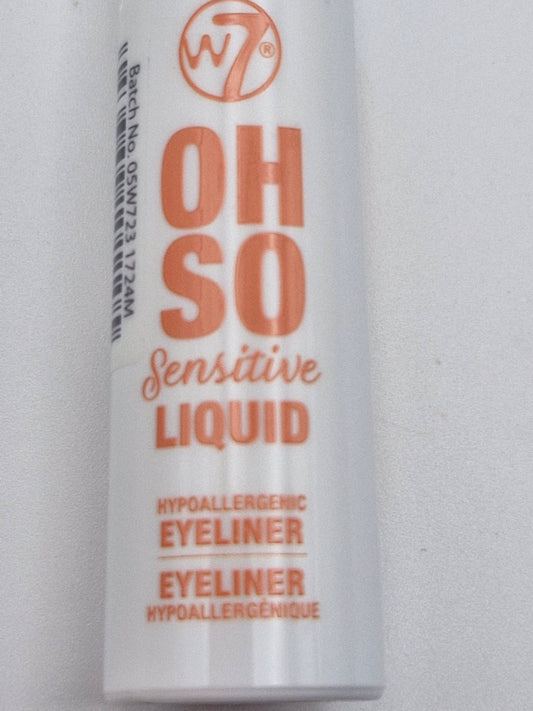 W7®
OH
SO
Sensitive
LIQUID
HYPOALLERGENIC
EYELINER
EYELINER
HYPOALLERGÉNIQUE
Batch No. 05W723 1724M